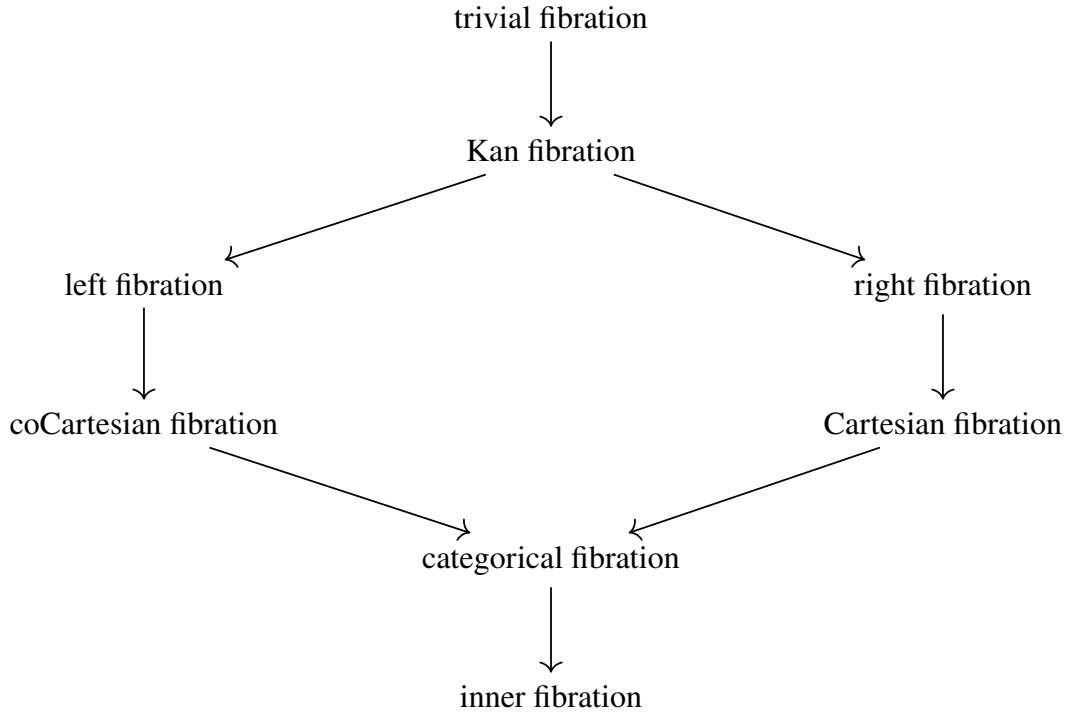 trivial fibration
Kan fibration
left fibration
right fibration
coCartesian fibration
Cartesian fibration
categorical fibration
inner fibration